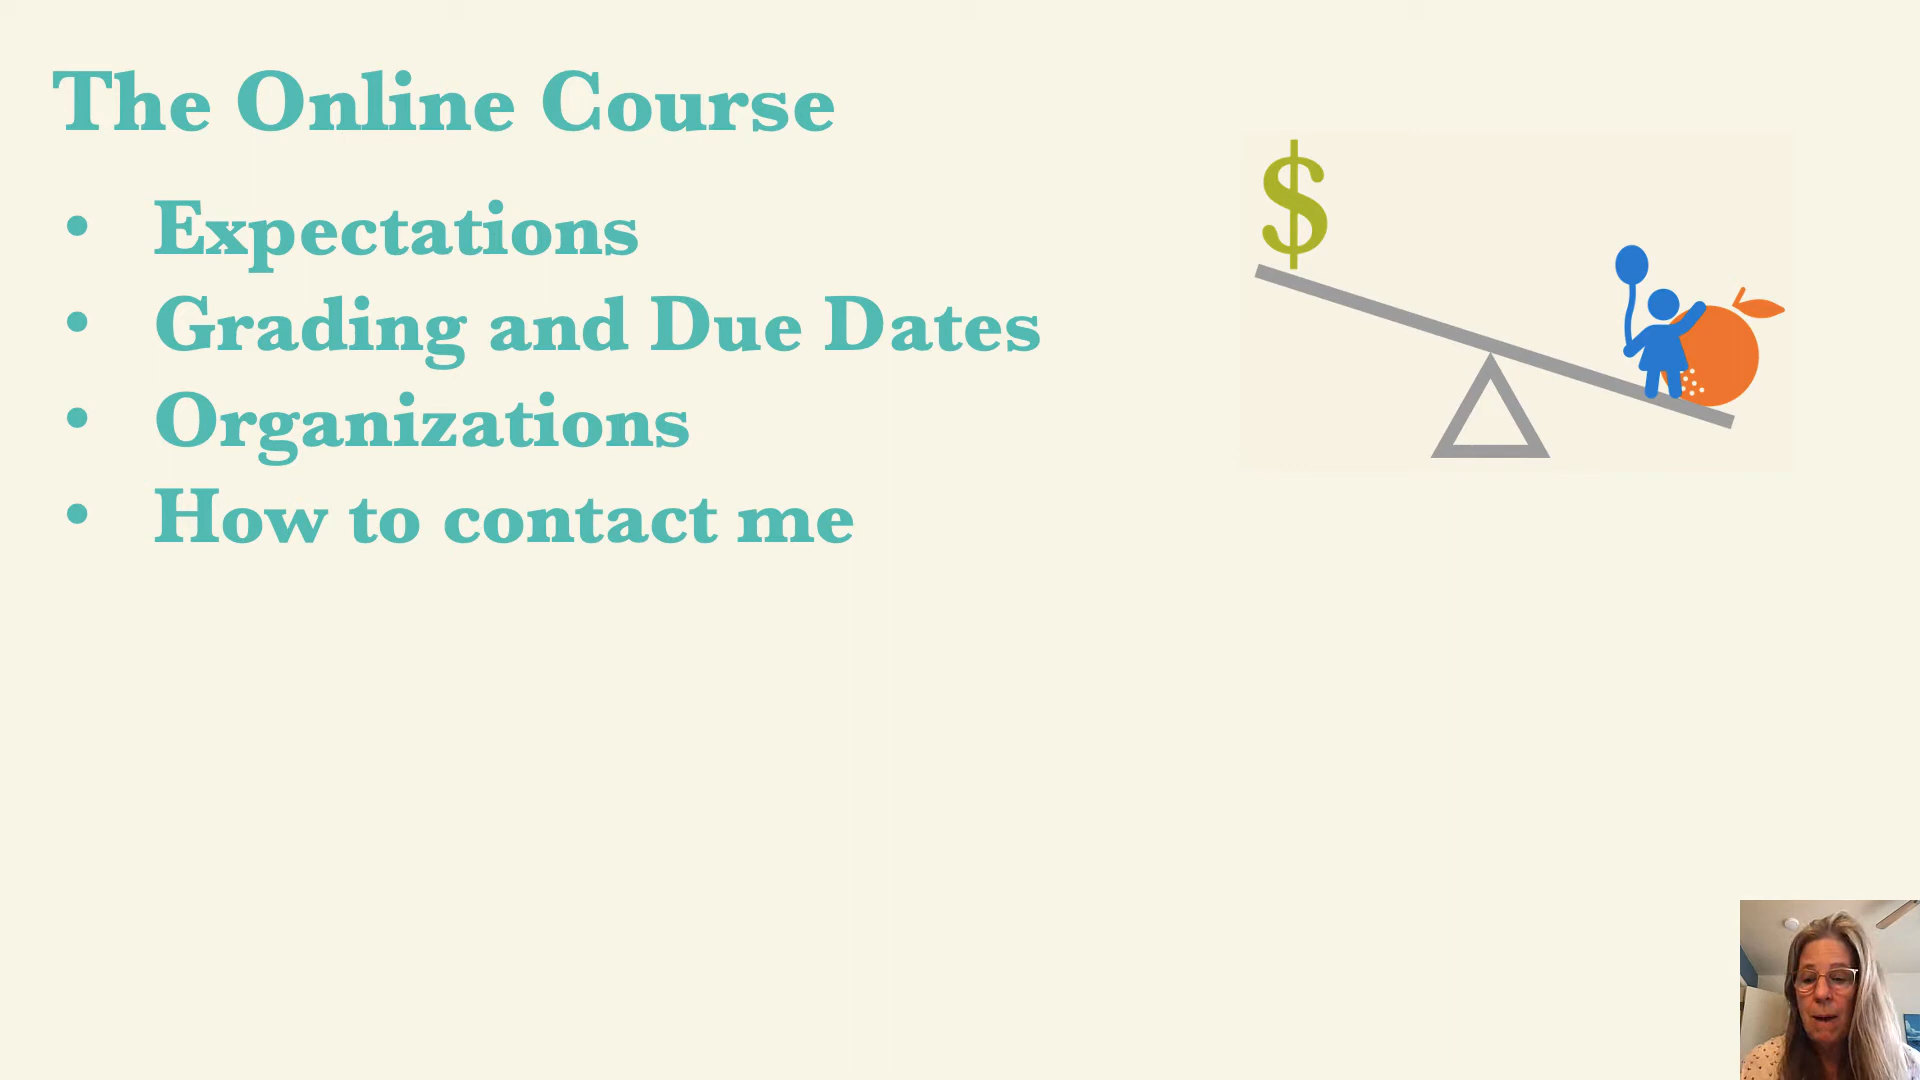 The Online Course
• Expectations
• Grading and Due Dates
• Organizations
• How to contact me
$